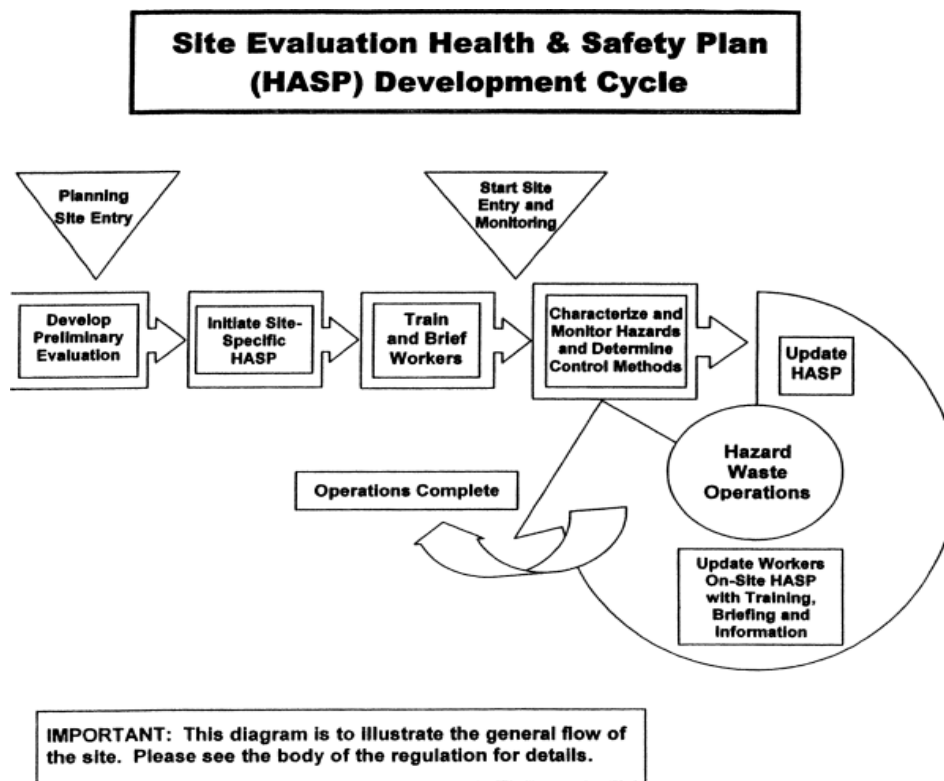 Site Evaluation Health & Safety Plan
(HASP) Development Cycle
Planning
Site Entry
Start Site
Entry and
Monitoring
Develop
Preliminary
Evaluation
Initiate Site-
Specific
HASP
Train
and Brief
Workers
Characterize and
Monitor Hazards
and Determine
Control Methods
Update
HASP
Hazard
Waste
Operations
Operations Complete
Update Workers
On-Site HASP
with Training,
Briefing and
Information
IMPORTANT: This diagram is to illustrate the general flow of
the site. Please see the body of the regulation for details.